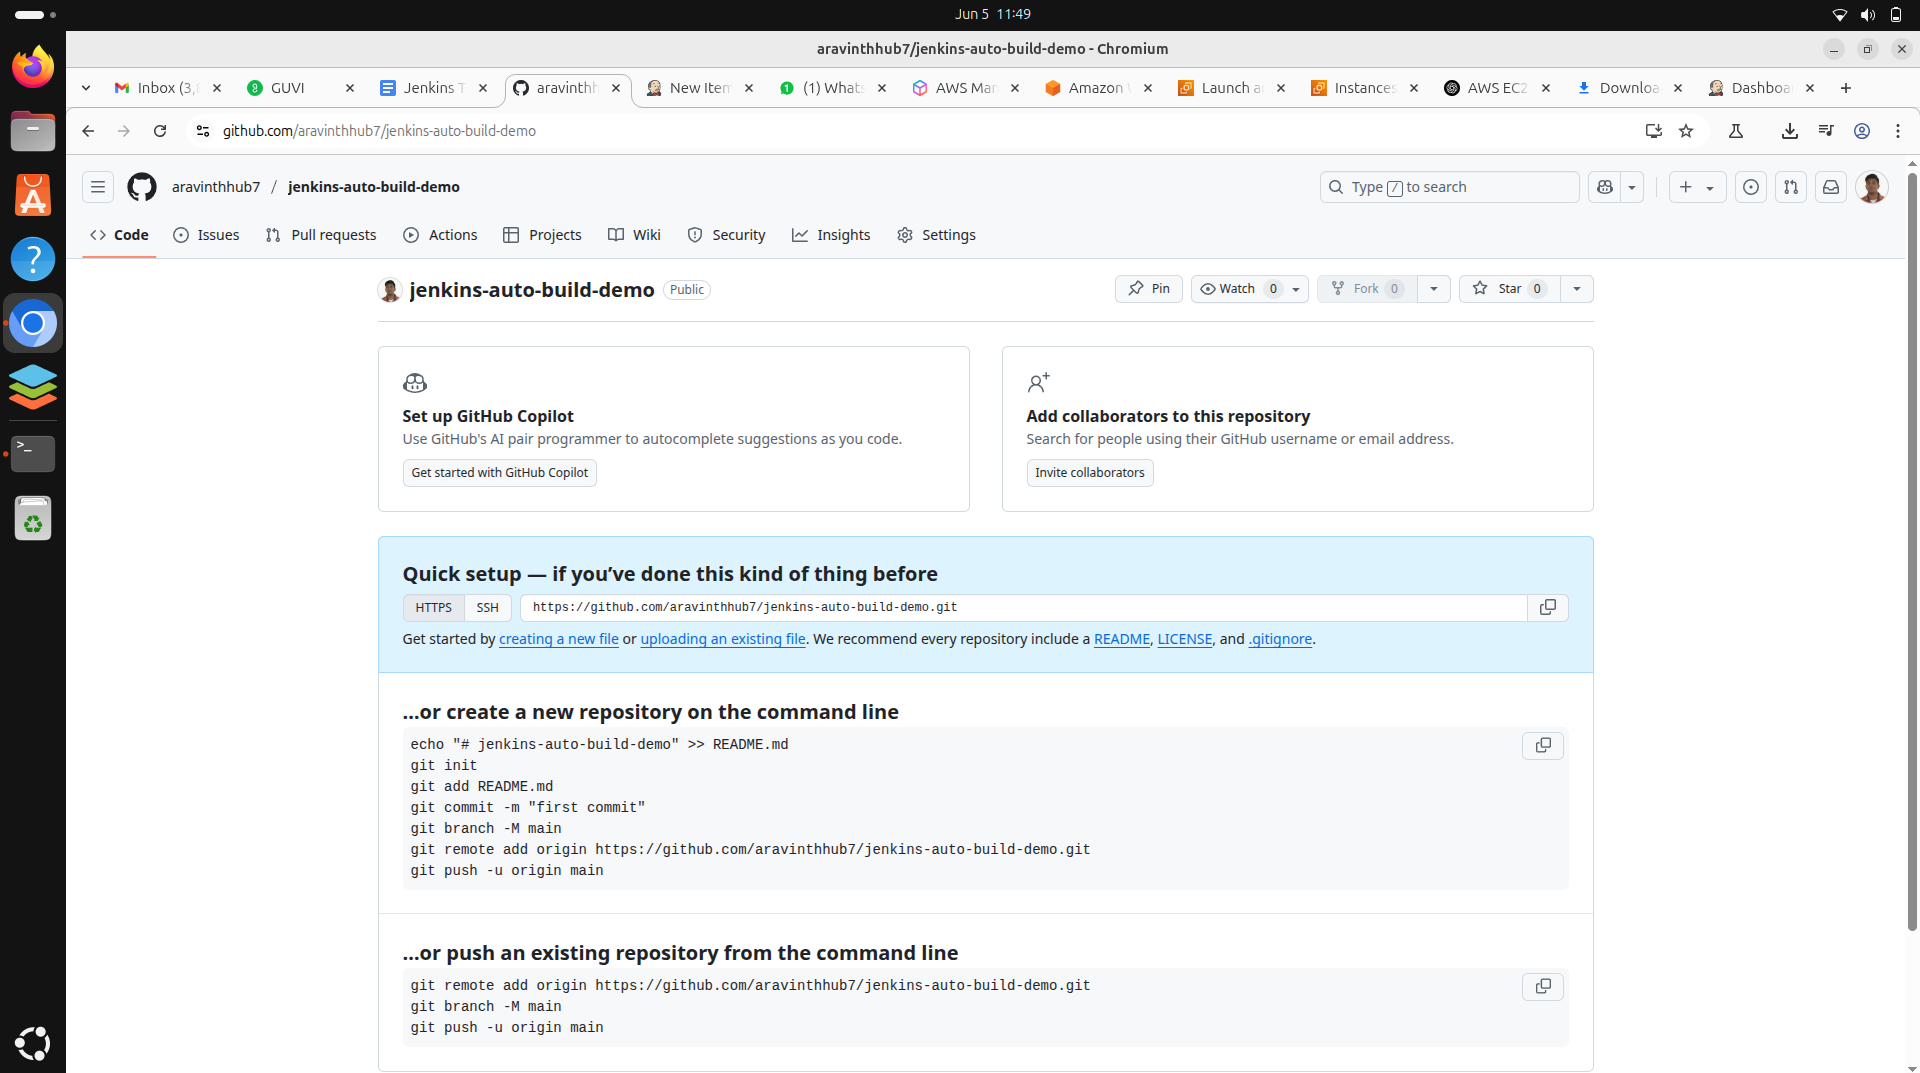 Jun 5 11:49
aravinthhub7/jenkins-auto-build-demo - Chromium
Inbox (3,
GUVI
Jenkins T
aravinthh
New Item
(1) Whats
AWS Man
Amazon
Launch a
Instances
AWS EC2
Downloa
Dashboa
github.com/aravinthhub7/jenkins-auto-build-demo
aravinthhub7 / jenkins-auto-build-demo
Type / to search
Code
Issues
Pull requests
Actions
Projects
Wiki
Security
Insights
Settings
jenkins-auto-build-demo Public
Pin
Watch 0
Fork 0
Star 0
Set up GitHub Copilot
Use GitHub's AI pair programmer to autocomplete suggestions as you code.
Get started with GitHub Copilot
Add collaborators to this repository
Search for people using their GitHub username or email address.
Invite collaborators
Quick setup — if you’ve done this kind of thing before
HTTPS SSH https://github.com/aravinthhub7/jenkins-auto-build-demo.git
Get started by creating a new file or uploading an existing file. We recommend every repository include a README, LICENSE, and .gitignore.
…or create a new repository on the command line
echo "# jenkins-auto-build-demo" >> README.md
git init
git add README.md
git commit -m "first commit"
git branch -M main
git remote add origin https://github.com/aravinthhub7/jenkins-auto-build-demo.git
git push -u origin main
…or push an existing repository from the command line
git remote add origin https://github.com/aravinthhub7/jenkins-auto-build-demo.git
git branch -M main
git push -u origin main